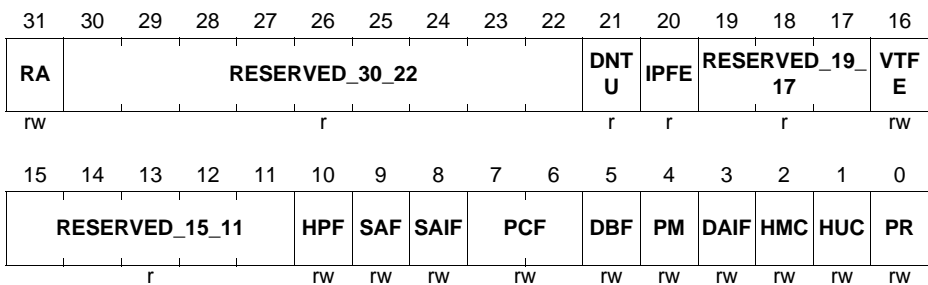 31 30 29 28 27 26 25 24 23 22 21 20 19 18 17 16
RA RESERVED_30_22 DNT IPFE RESERVED_19_ VTF
U 17 E
rw r r r r rw
15 14 13 12 11 10 9 8 7 6 5 4 3 2 1 0
RESERVED_15_11 HPF SAF SAIF PCF DBF PM DAIF HMC HUC PR
r rw rw rw rw rw rw rw rw rw rw